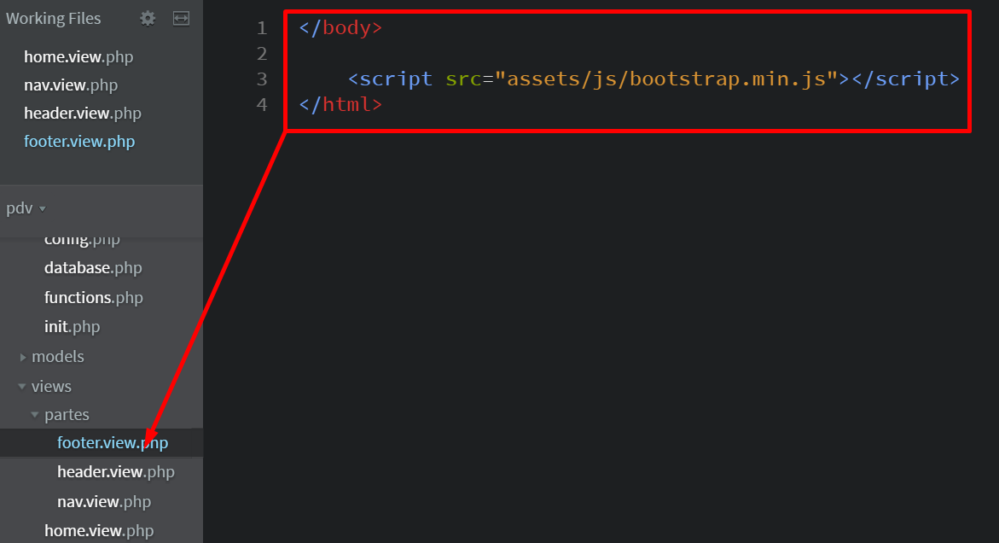 Working Files
home.view.php
nav.view.php
header.view.php
footer.view.php
pdv
config.php
database.php
functions.php
init.php
models
views
partes
footer.view.php
header.view.php
nav.view.php
home.view.php
1 </body>
2
3 <script src="assets/js/bootstrap.min.js"></script>
4 </html>